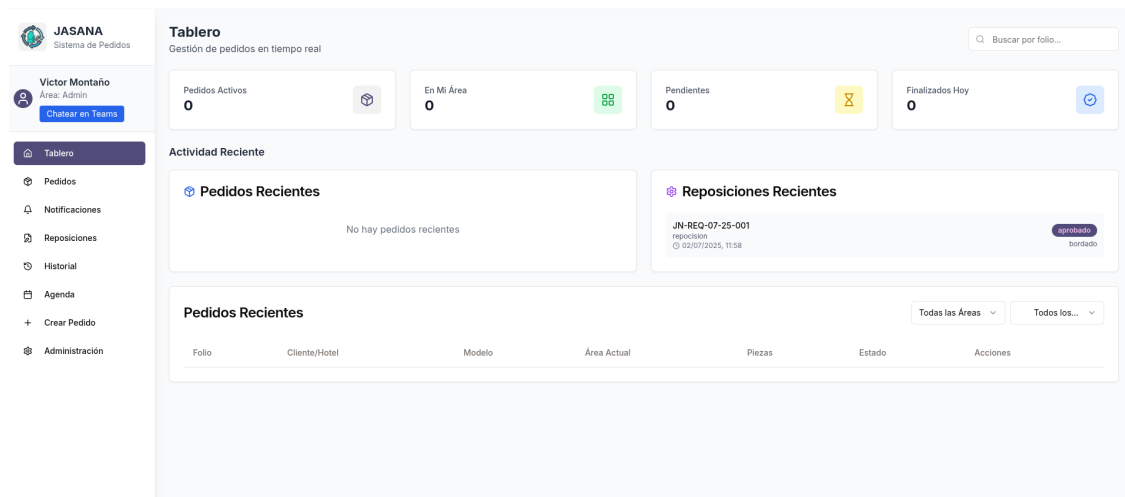 JASANA
Sistema de Pedidos
Victor Montaño
Área: Admin
Chatear en Teams
Tablero
Pedidos
Notificaciones
Reposiciones
Historial
Agenda
Crear Pedido
Administración
Tablero
Gestión de pedidos en tiempo real
Buscar por folio...
Pedidos Activos
0
En Mi Área
0
Pendientes
0
Finalizados Hoy
0
Actividad Reciente
Pedidos Recientes
No hay pedidos recientes
Reposiciones Recientes
JN-REQ-07-25-001
repocision
02/07/2025, 11:58
aprobado
bordado
Pedidos Recientes
Todas las Áreas
Todos los...
Folio Cliente/Hotel Modelo Área Actual Piezas Estado Acciones